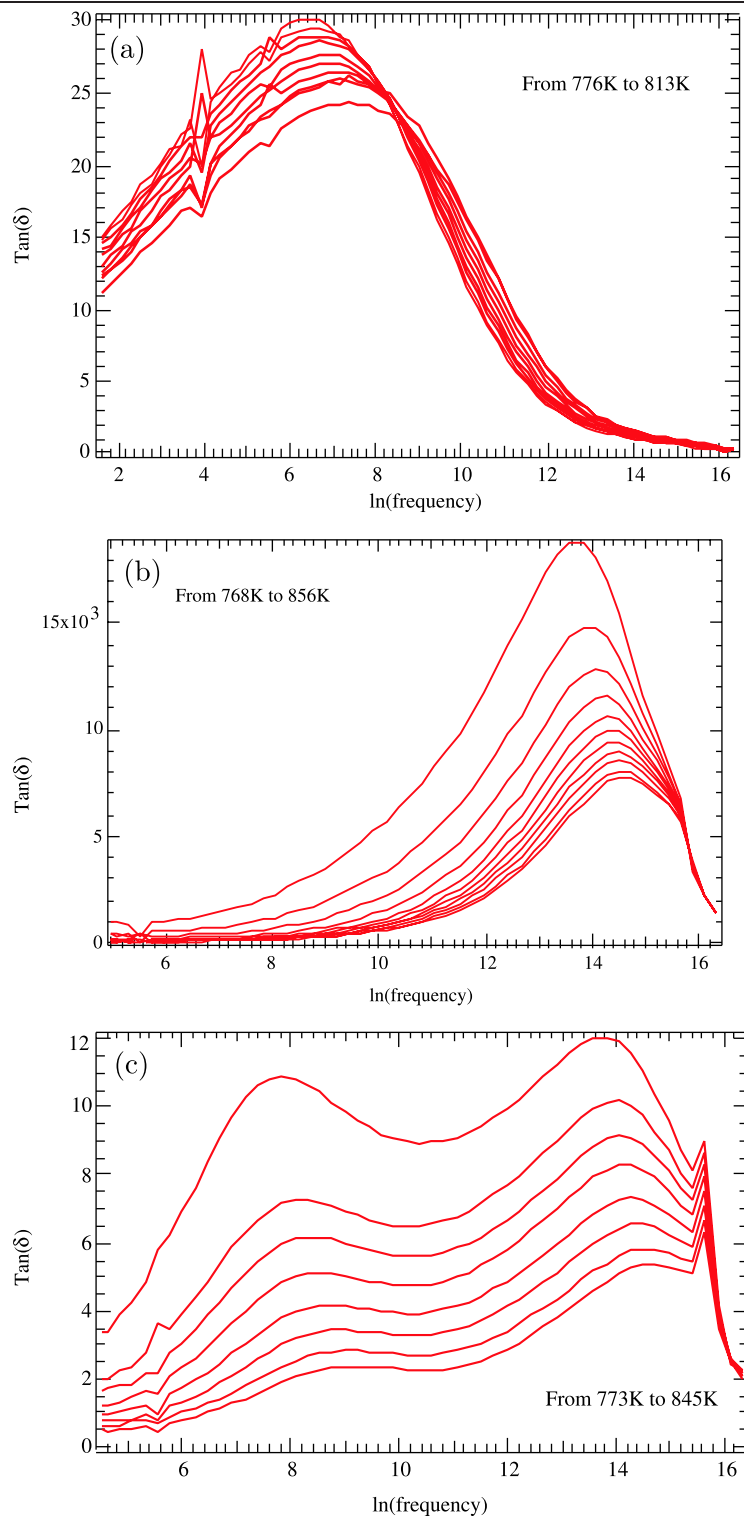 (a)
From 776K to 813K
Tan(δ)
30
25
20
15
10
5
0
2 4 6 8 10 12 14 16
ln(frequency)
(b)
From 768K to 856K
Tan(δ)
15x10³
10
5
0
6 8 10 12 14 16
ln(frequency)
(c)
From 773K to 845K
Tan(δ)
12
10
8
6
4
2
0
6 8 10 12 14 16
ln(frequency)